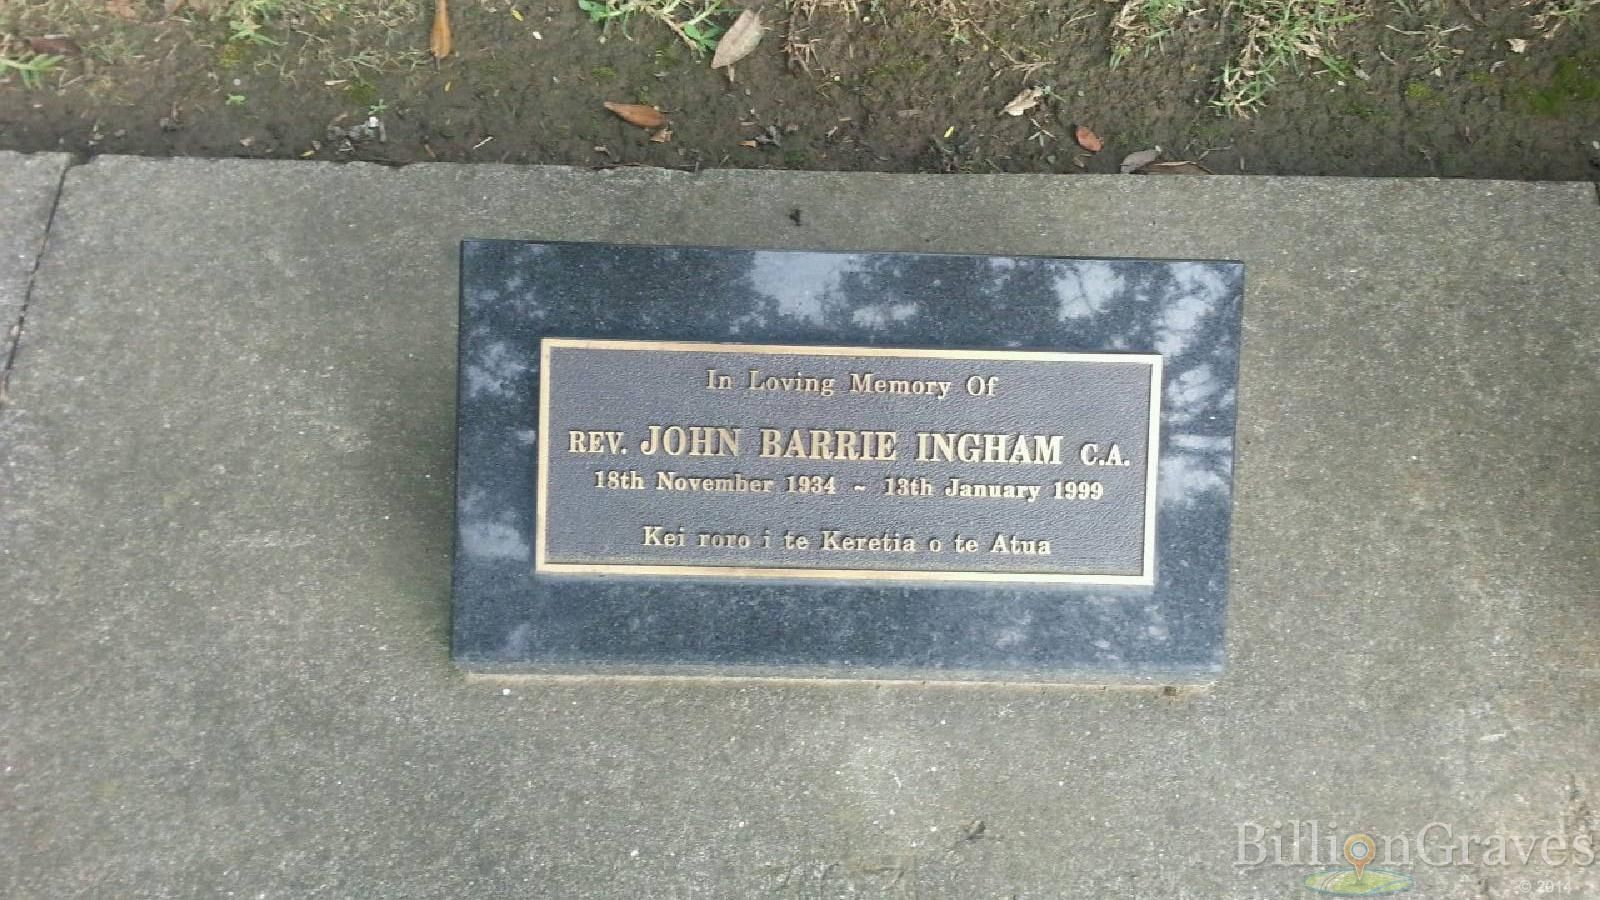 In Loving Memory Of
REV. JOHN BARRIE INGHAM C.A.
18th November 1934 ~ 13th January 1999
Kei roro i te Keretia o te Atua
BillionGraves
© 2014